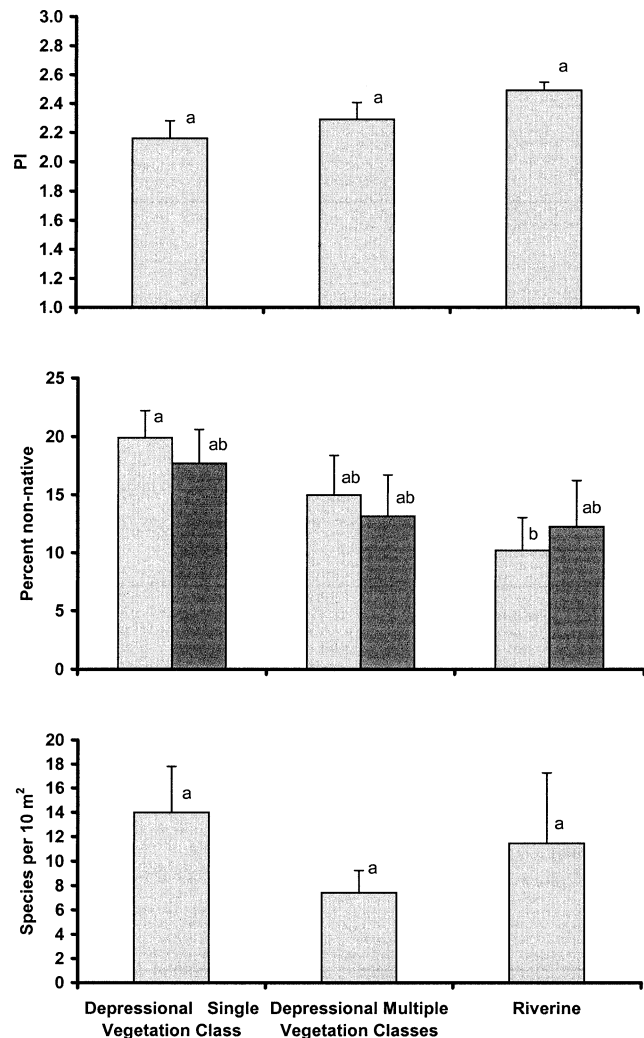 3.0
2.8
2.6
2.4
2.2
2.0
1.8
1.6
1.4
1.2
1.0
PI
a
a
a
25
20
15
10
5
0
Percent non-native
a
ab
ab
ab
b
ab
20
18
16
14
12
10
8
6
4
2
0
Species per 10 m²
a
a
a
Depressional Single
Vegetation Class
Depressional Multiple
Vegetation Classes
Riverine